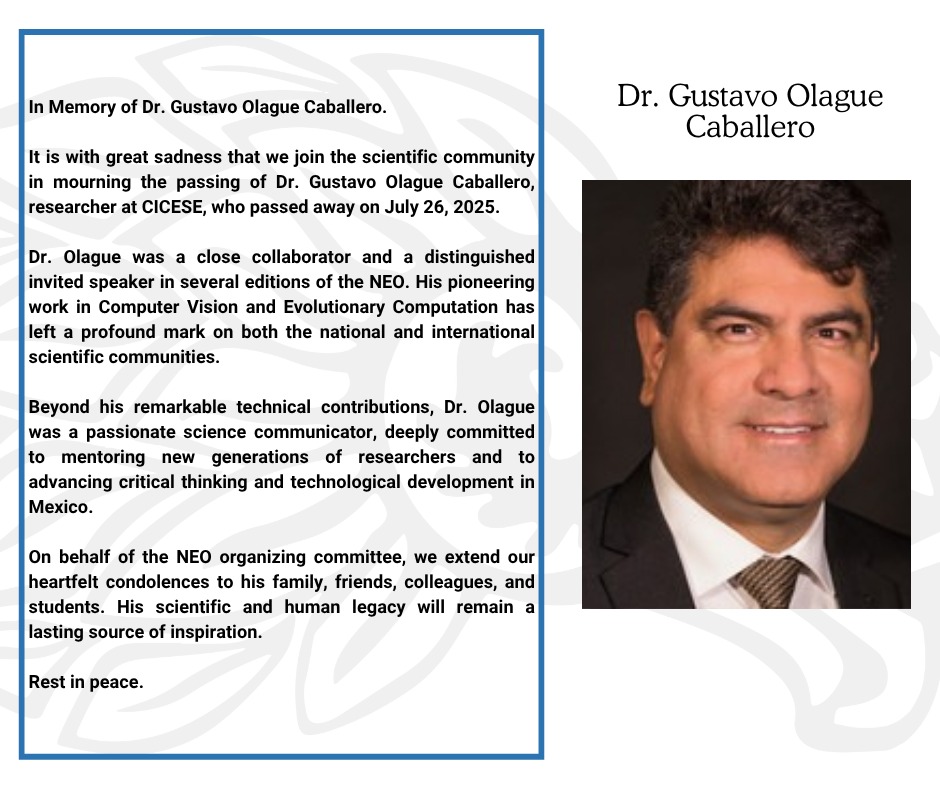 In Memory of Dr. Gustavo Olague Caballero.
It is with great sadness that we join the scientific community
in mourning the passing of Dr. Gustavo Olague Caballero,
researcher at CICESE, who passed away on July 26, 2025.
Dr. Olague was a close collaborator and a distinguished
invited speaker in several editions of the NEO. His pioneering
work in Computer Vision and Evolutionary Computation has
left a profound mark on both the national and international
scientific communities.
Beyond his remarkable technical contributions, Dr. Olague
was a passionate science communicator, deeply committed
to mentoring new generations of researchers and to
advancing critical thinking and technological development in
Mexico.
On behalf of the NEO organizing committee, we extend our
heartfelt condolences to his family, friends, colleagues, and
students. His scientific and human legacy will remain a
lasting source of inspiration.
Rest in peace.
Dr. Gustavo Olague
Caballero